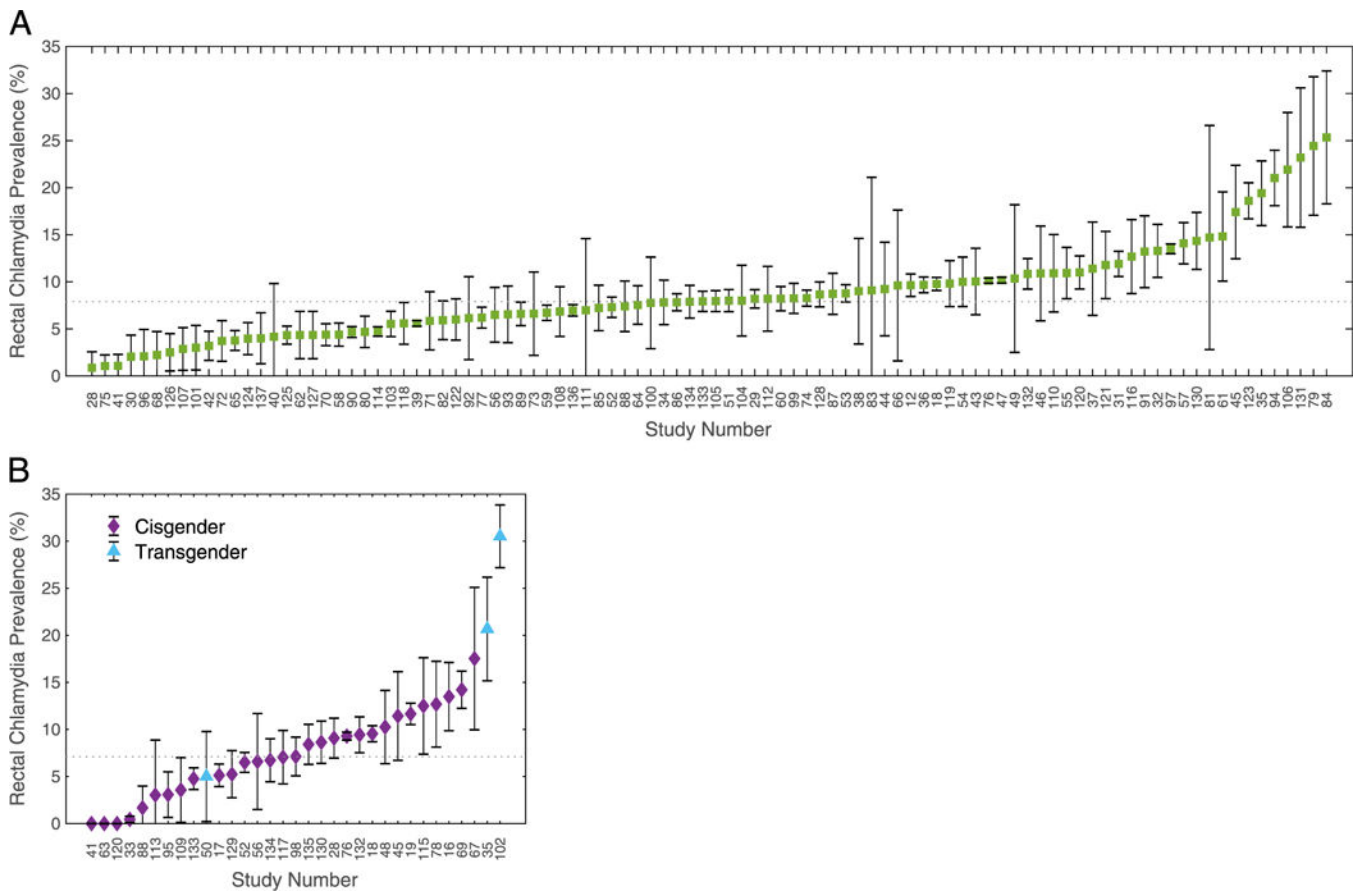 A
35
30
25
20
15
10
5
0
Rectal Chlamydia Prevalence (%)
28 75 41 30 96 68 126 107 101 42 72 65 124 137 40 125 62 127 70 58 90 80 114 103 118 39 71 82 122 92 77 56 93 89 73 59 108 136 111 85 52 88 64 100 34 86 134 133 105 51 104 29 112 60 99 74 128 87 53 38 83 44 66 12 36 18 119 54 43 76 47 49 132 46 110 55 120 37 121 31 116 91 32 97 57 130 81 61 45 123 35 94 106 131 79 84
Study Number
B
35
30
25
20
15
10
5
0
Rectal Chlamydia Prevalence (%)
Cisgender
Transgender
41 63 120 33 88 113 95 109 133 50 17 129 52 56 134 117 98 135 130 28 76 132 18 48 45 19 115 78 16 69 67 35 102
Study Number